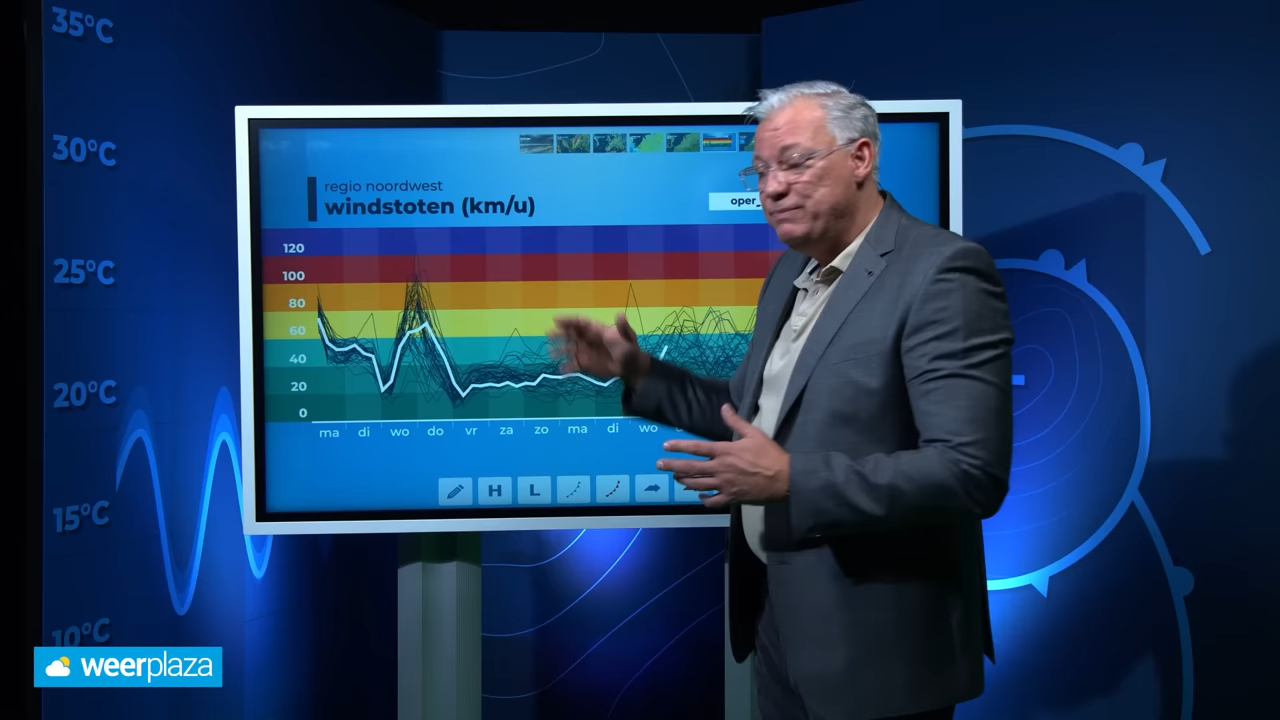 35°C
30°C
25°C
20°C
15°C
10°C
regio noordwest
windstoten (km/u)
oper_
120
100
80
60
40
20
0
ma di wo do vr za zo ma di wo
H L
weerplaza